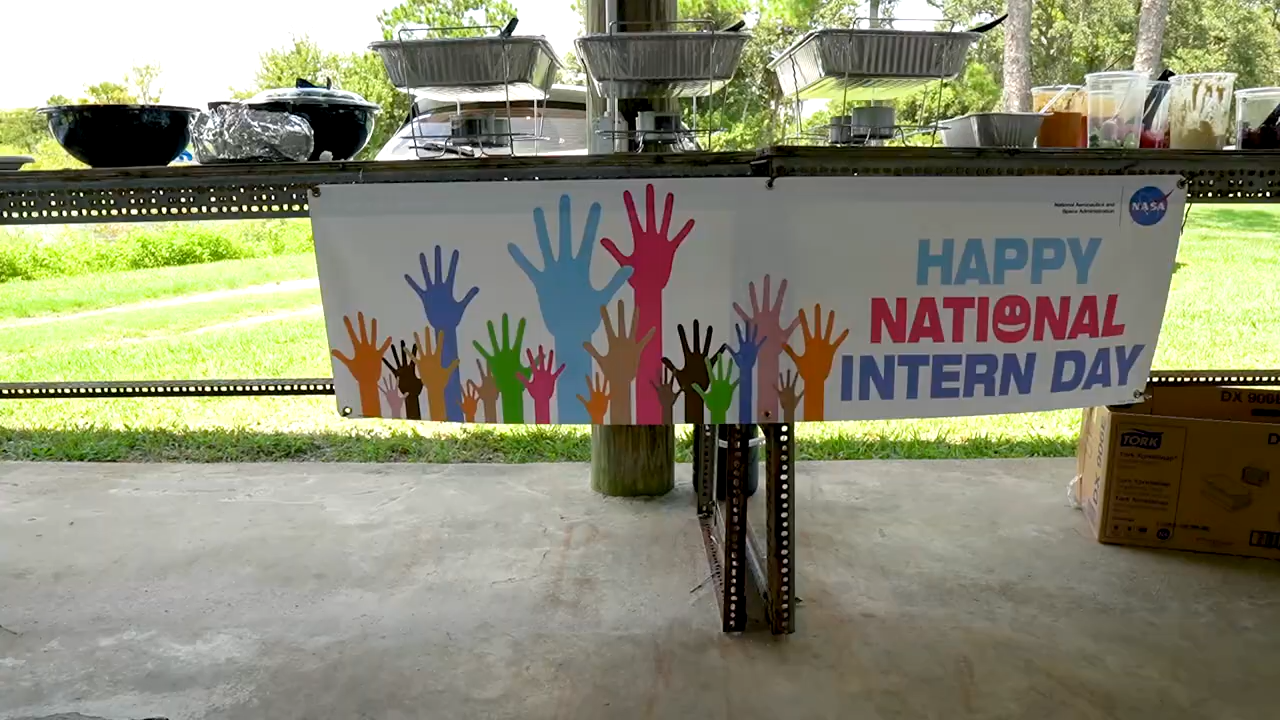 National Aeronautics and
Space Administration
NASA
HAPPY
NATIONAL
INTERN DAY
TORK